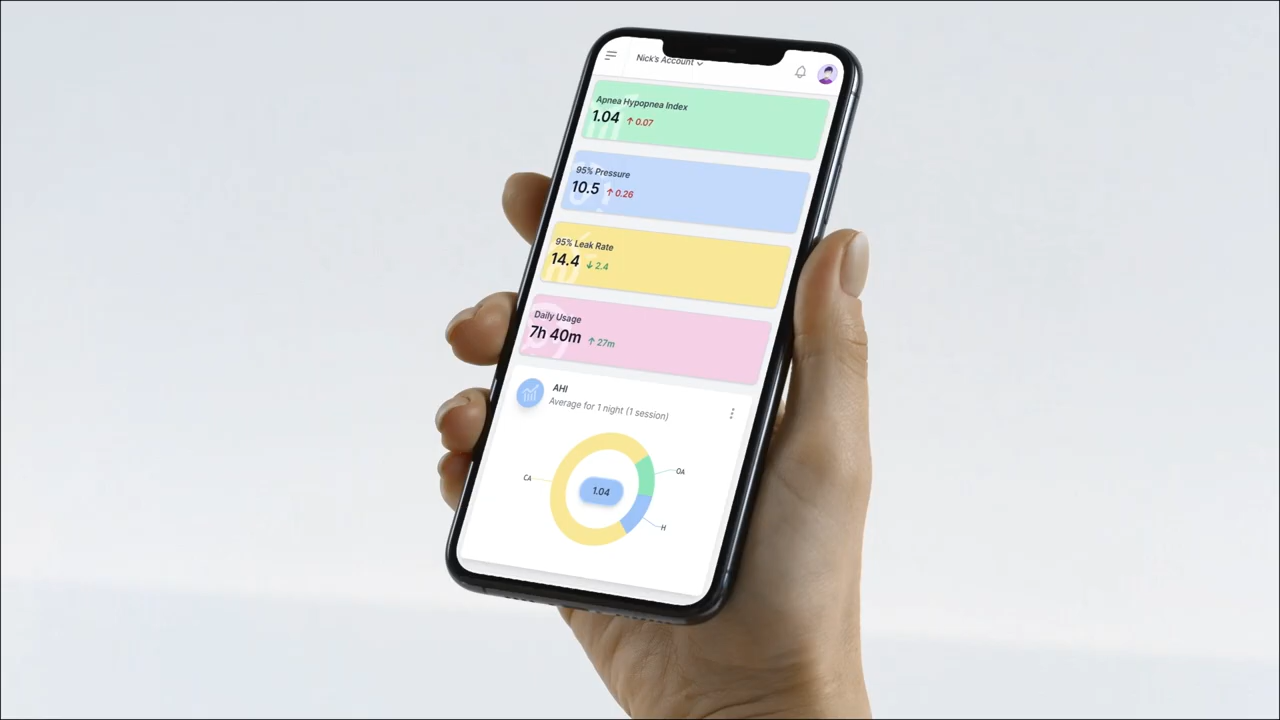 Nick's Account
Apnea Hypopnea Index
1.04 ↑ 0.07
95% Pressure
10.5 ↑ 0.26
95% Leak Rate
14.4 ↓ 2.4
Daily Usage
7h 40m ↑ 27m
AHI
Average for 1 night (1 session)
CA
OA
1.04
H